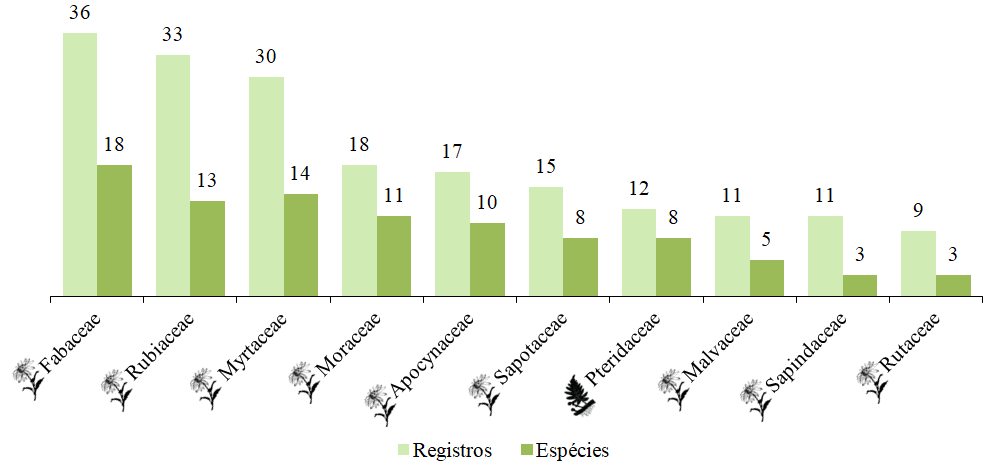 36
33
30
18
17
15
12
11
11
9
18
13
14
11
10
8
8
5
3
3
Fabaceae
Rubiaceae
Myrtaceae
Moraceae
Apocynaceae
Sapotaceae
Pteridaceae
Malvaceae
Sapindaceae
Rutaceae
Registros
Espécies